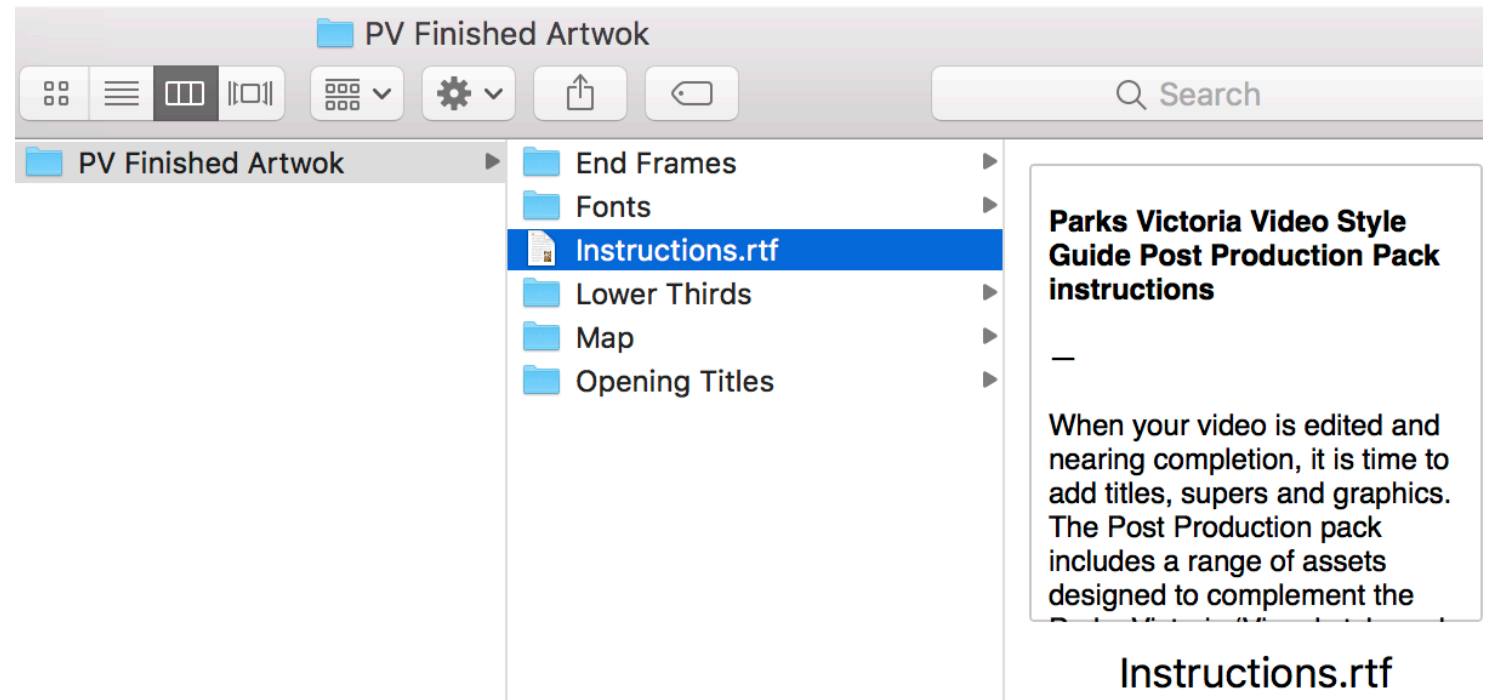 PV Finished Artwok
Search
PV Finished Artwok
End Frames
Fonts
Instructions.rtf
Lower Thirds
Map
Opening Titles
Parks Victoria Video Style
Guide Post Production Pack
instructions
—
When your video is edited and
nearing completion, it is time to
add titles, supers and graphics.
The Post Production pack
includes a range of assets
designed to complement the
Instructions.rtf